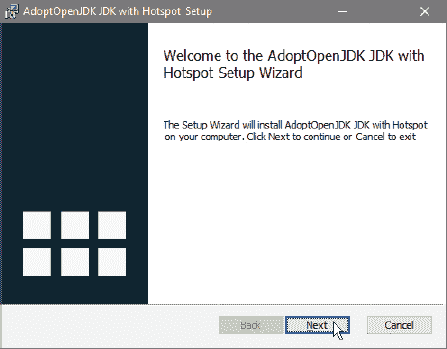 AdoptOpenJDK JDK with Hotspot Setup
Welcome to the AdoptOpenJDK JDK with
Hotspot Setup Wizard
The Setup Wizard will install AdoptOpenJDK JDK with Hotspot
on your computer. Click Next to continue or Cancel to exit
Back Next Cancel